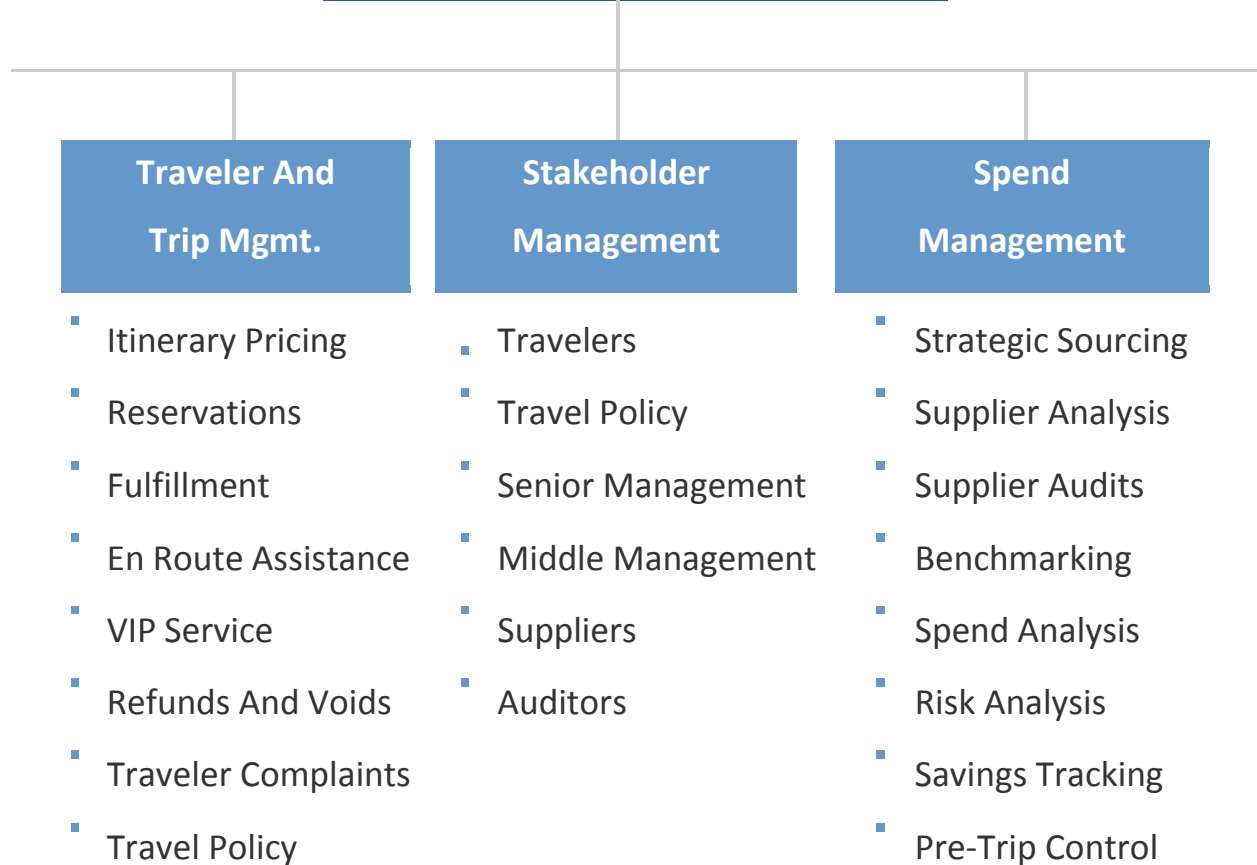 Traveler And
Trip Mgmt.
Itinerary Pricing
Reservations
Fulfillment
En Route Assistance
VIP Service
Refunds And Voids
Traveler Complaints
Travel Policy
Stakeholder
Management
Travelers
Travel Policy
Senior Management
Middle Management
Suppliers
Auditors
Spend
Management
Strategic Sourcing
Supplier Analysis
Supplier Audits
Benchmarking
Spend Analysis
Risk Analysis
Savings Tracking
Pre-Trip Control